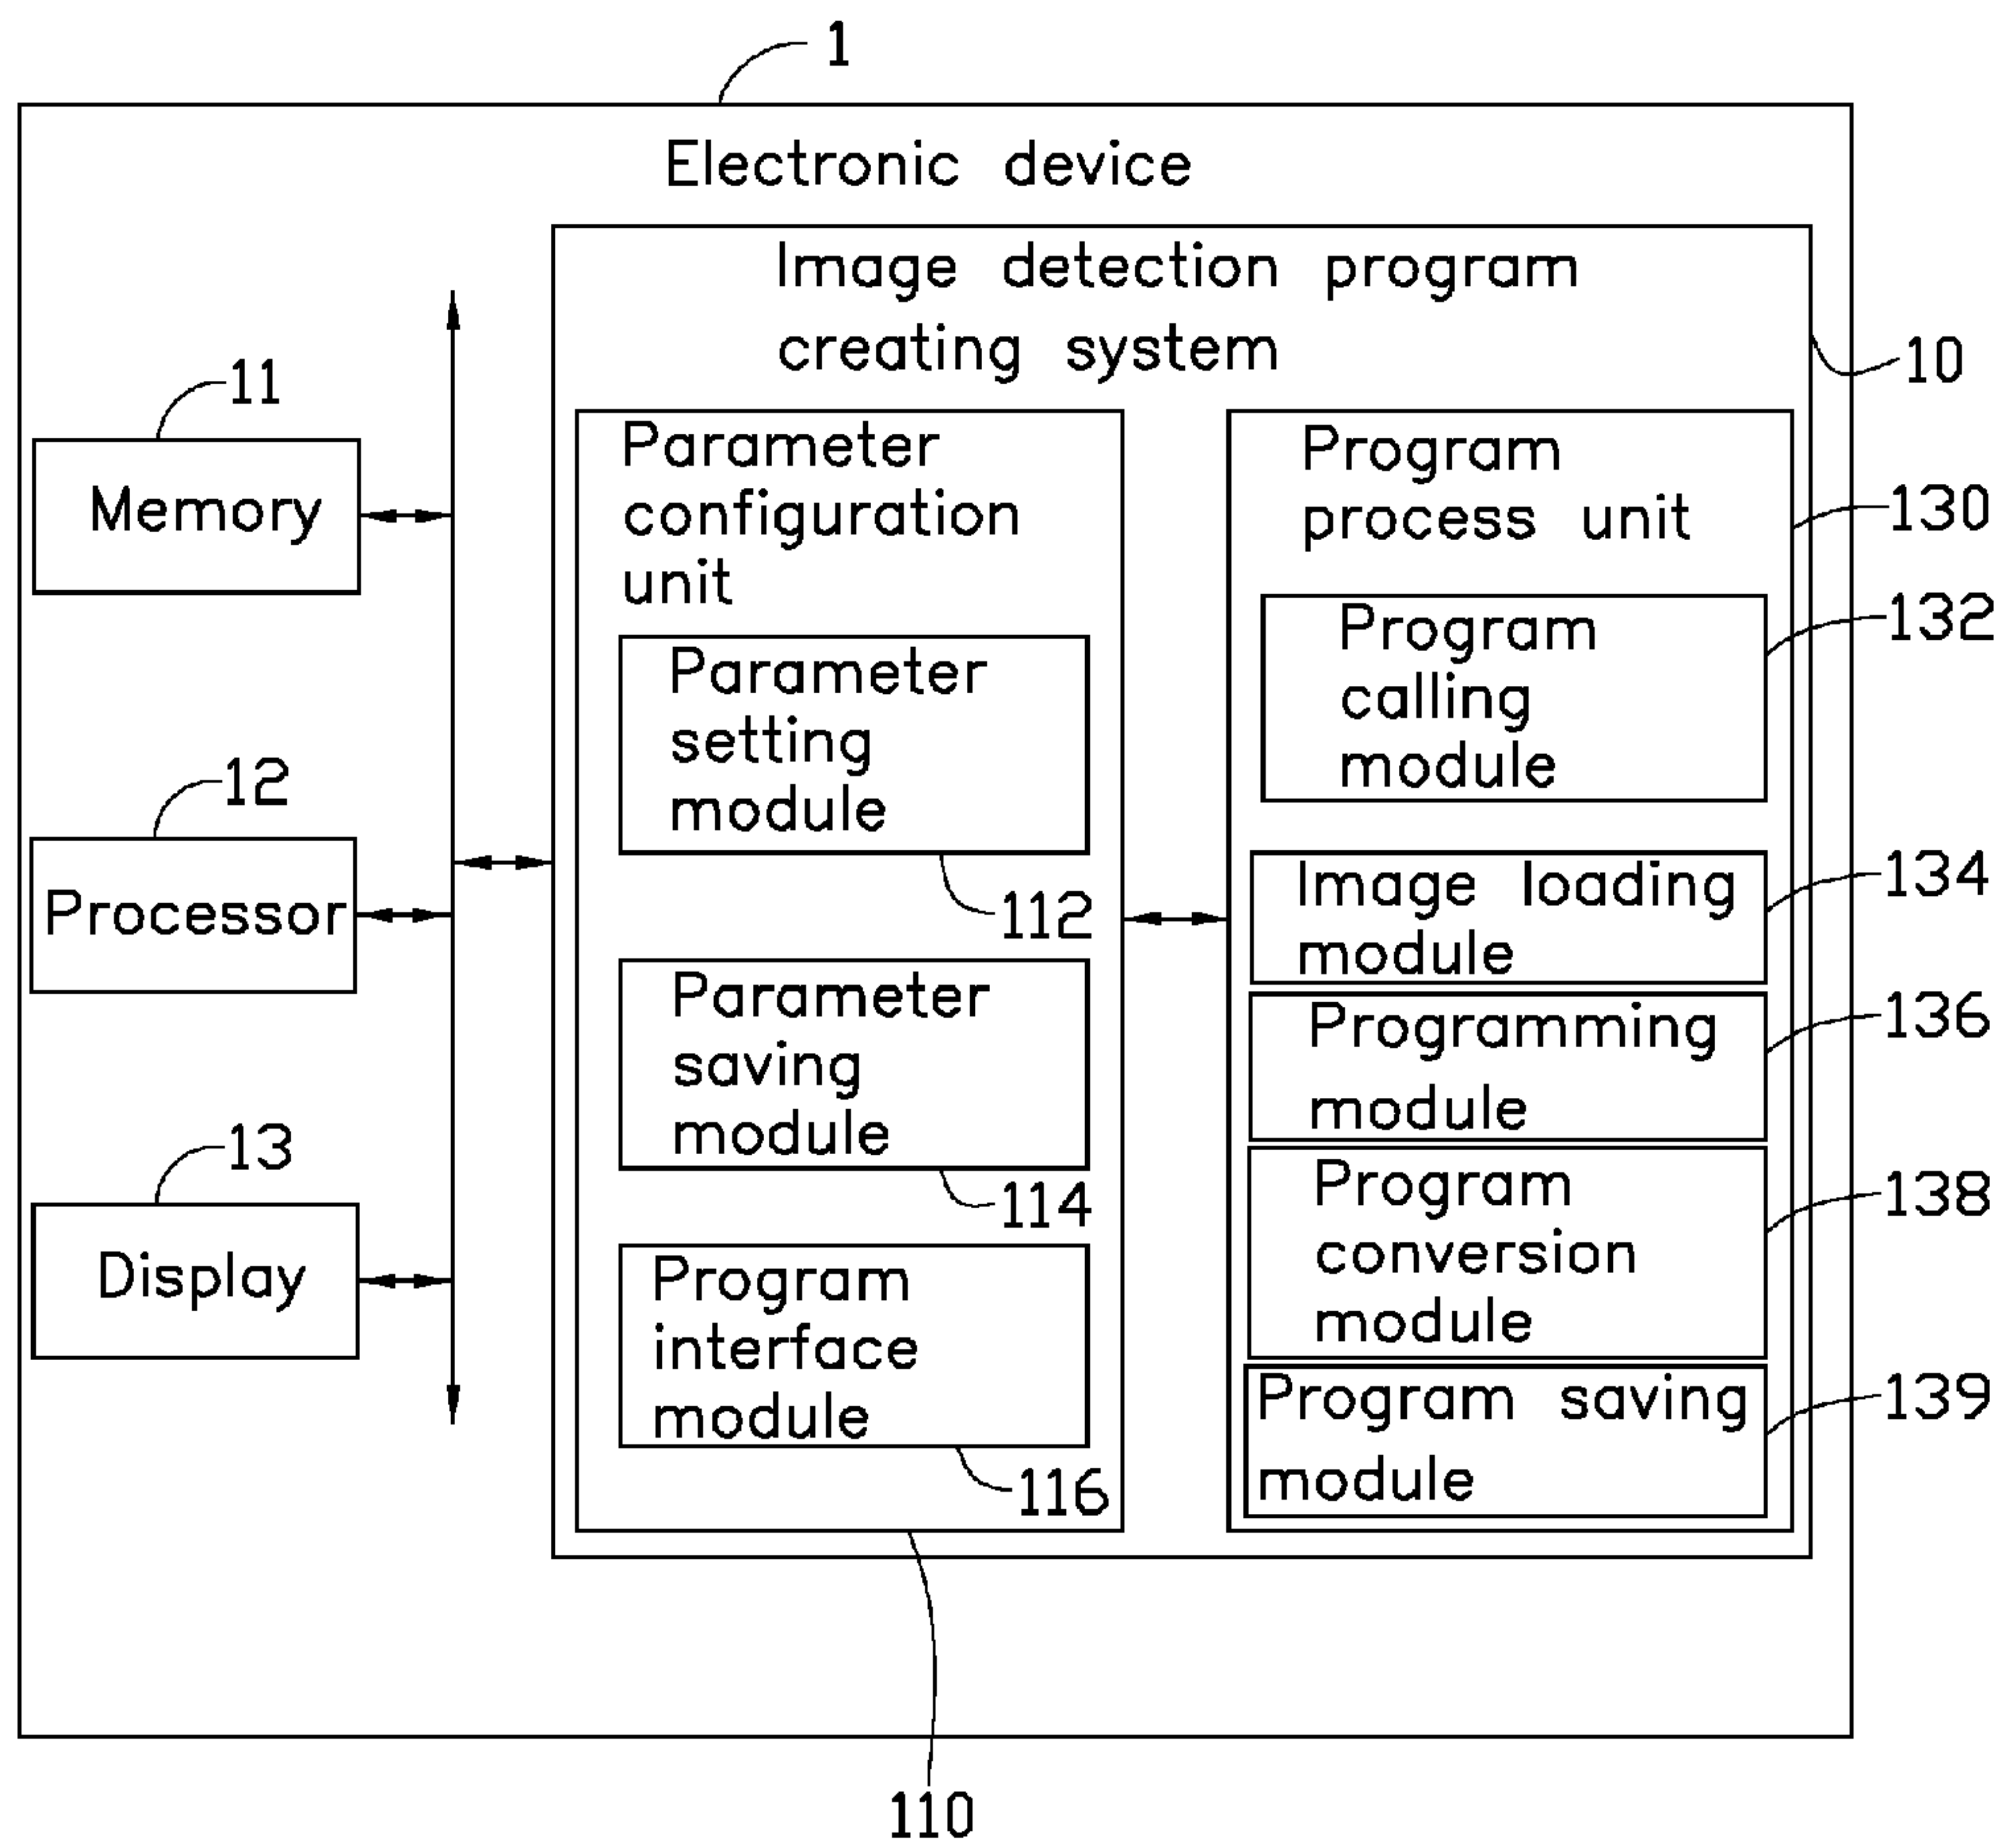 1
Electronic device
Image detection program
creating system
10
11
Memory
12
Processor
13
Display
Parameter
configuration
unit
Parameter
setting
module
112
Parameter
saving
module
114
Program
interface
module
116
110
Program
process unit
130
Program
calling
module
132
Image loading
module
134
Programming
module
136
Program
conversion
module
138
Program saving
module
139